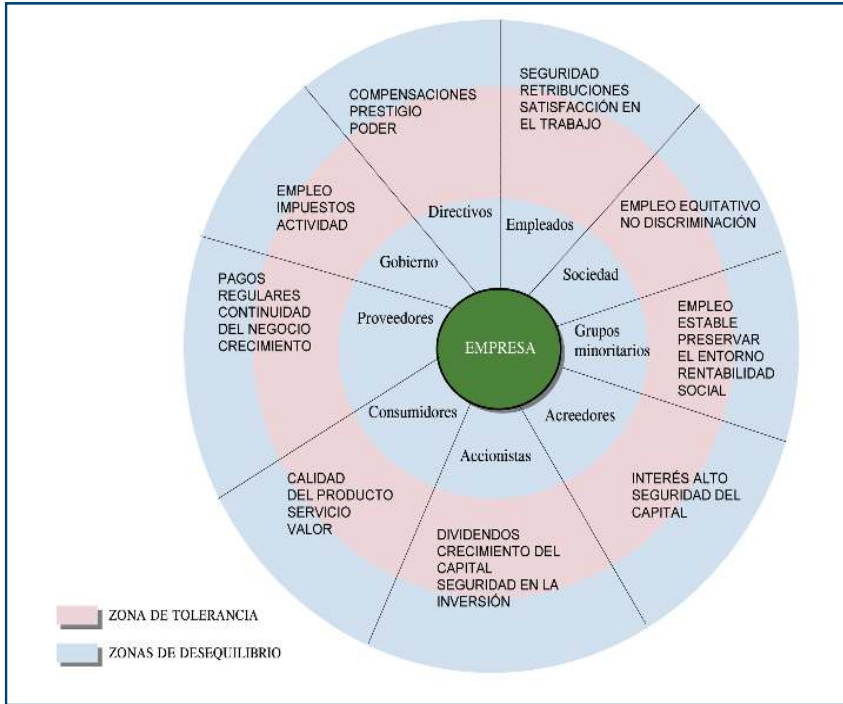 COMPENSACIONES
PRESTIGIO
PODER
SEGURIDAD
RETRIBUCIONES
SATISFACCIÓN EN
EL TRABAJO
EMPLEO
IMPUESTOS
ACTIVIDAD
Directivos
Empleados
EMPLEO EQUITATIVO
NO DISCRIMINACIÓN
Gobierno
Sociedad
PAGOS
REGULARES
CONTINUIDAD
DEL NEGOCIO
CRECIMIENTO
Proveedores
EMPRESA
Grupos
minoritarios
EMPLEO
ESTABLE
PRESERVAR
EL ENTORNO
RENTABILIDAD
SOCIAL
Consumidores
Acreedores
Accionistas
CALIDAD
DEL PRODUCTO
SERVICIO
VALOR
DIVIDENDOS
CRECIMIENTO DEL
CAPITAL
SEGURIDAD EN LA
INVERSIÓN
INTERÉS ALTO
SEGURIDAD DEL
CAPITAL
ZONA DE TOLERANCIA
ZONAS DE DESEQUILIBRIO